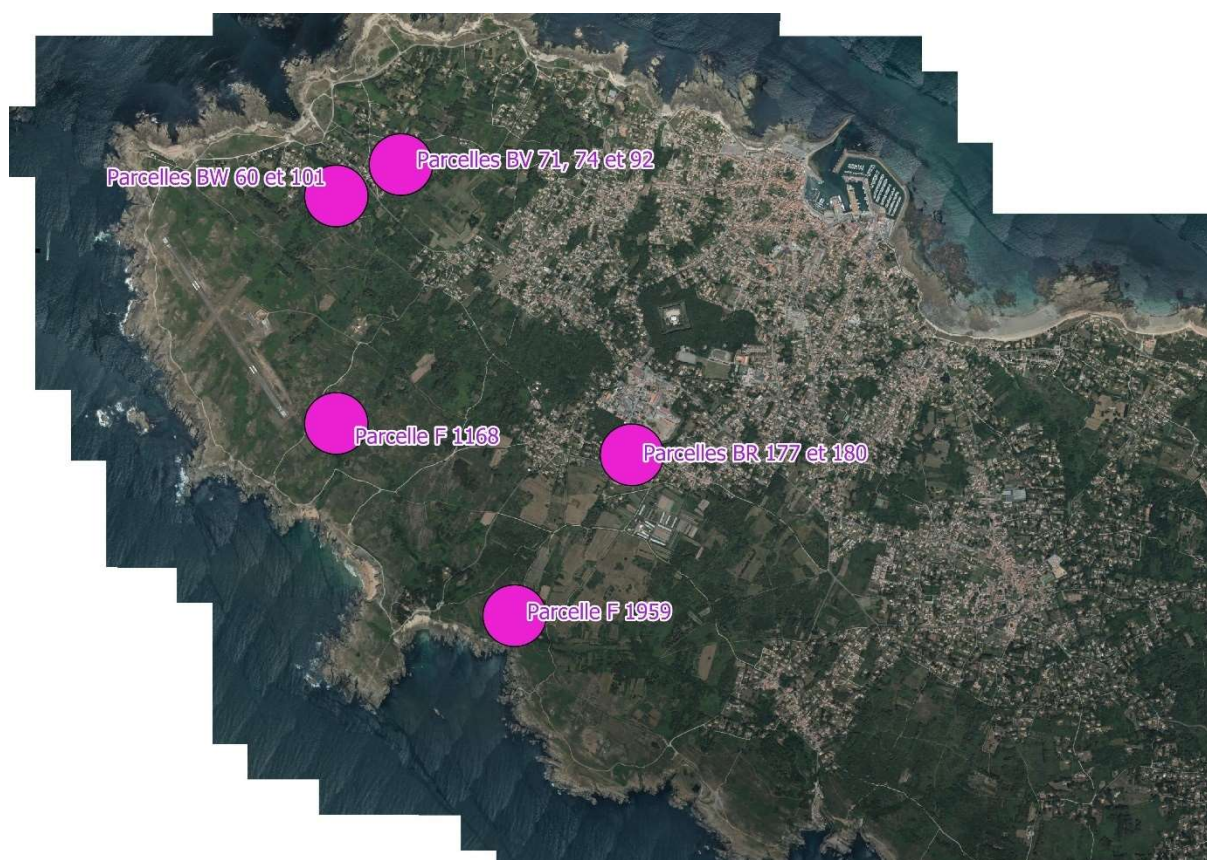 Parcelles BV 71, 74 et 92
Parcelles BW 60 et 101
Parcelle F 1168
Parcelles BR 177 et 180
Parcelle F 1959